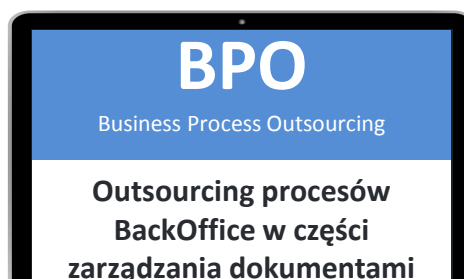 BPO
Business Process Outsourcing
Outsourcing procesów
BackOffice w części
zarządzania dokumentami